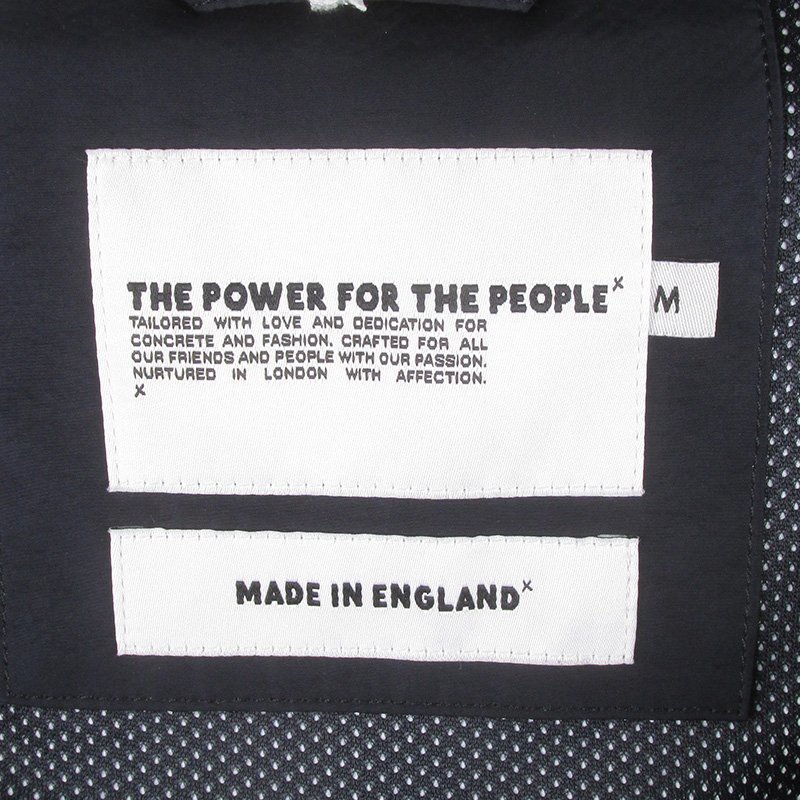 THE POWER FOR THE PEOPLE x
TAILORED WITH LOVE AND DEDICATION FOR
CONCRETE AND FASHION. CRAFTED FOR ALL
OUR FRIENDS AND PEOPLE WITH OUR PASSION.
NURTURED IN LONDON WITH AFFECTION.
x
M
MADE IN ENGLAND x